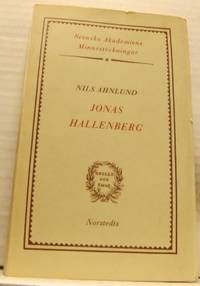 Svenska Akademiens
Minnesteckningar
NILS AHNLUND
JONAS
HALLENBERG
SNILLE
OCH
SMAK
Norstedts